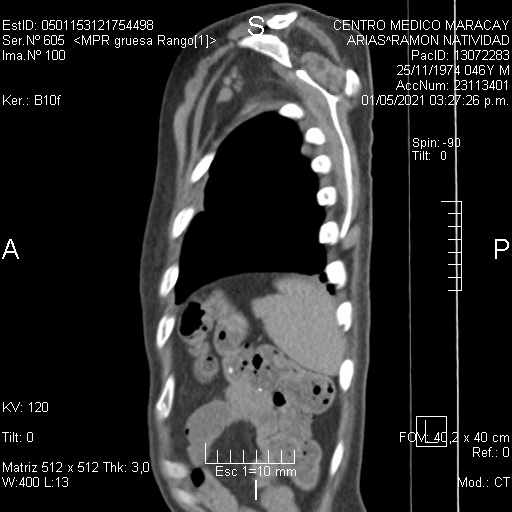 EstID: 0501153121754498
Ser.Nº 605 <MPR gruesa Rango[1]>
Ima.Nº 100
Ker.: B10f
S
CENTRO MEDICO MARACAY
ARIAS^RAMON NATIVIDAD
PacID: 13072283
25/11/1974 046Y M
AccNum: 23113401
01/05/2021 03:27:26 p.m.
Spin: -90
Tilt: 0
A
P
KV: 120
Tilt: 0
Matriz 512 x 512 Thk: 3,0
W:400 L:13
Esc 1=10 mm
I
FOV: 40,2 x 40 cm
Ref.: 0
Mod.: CT